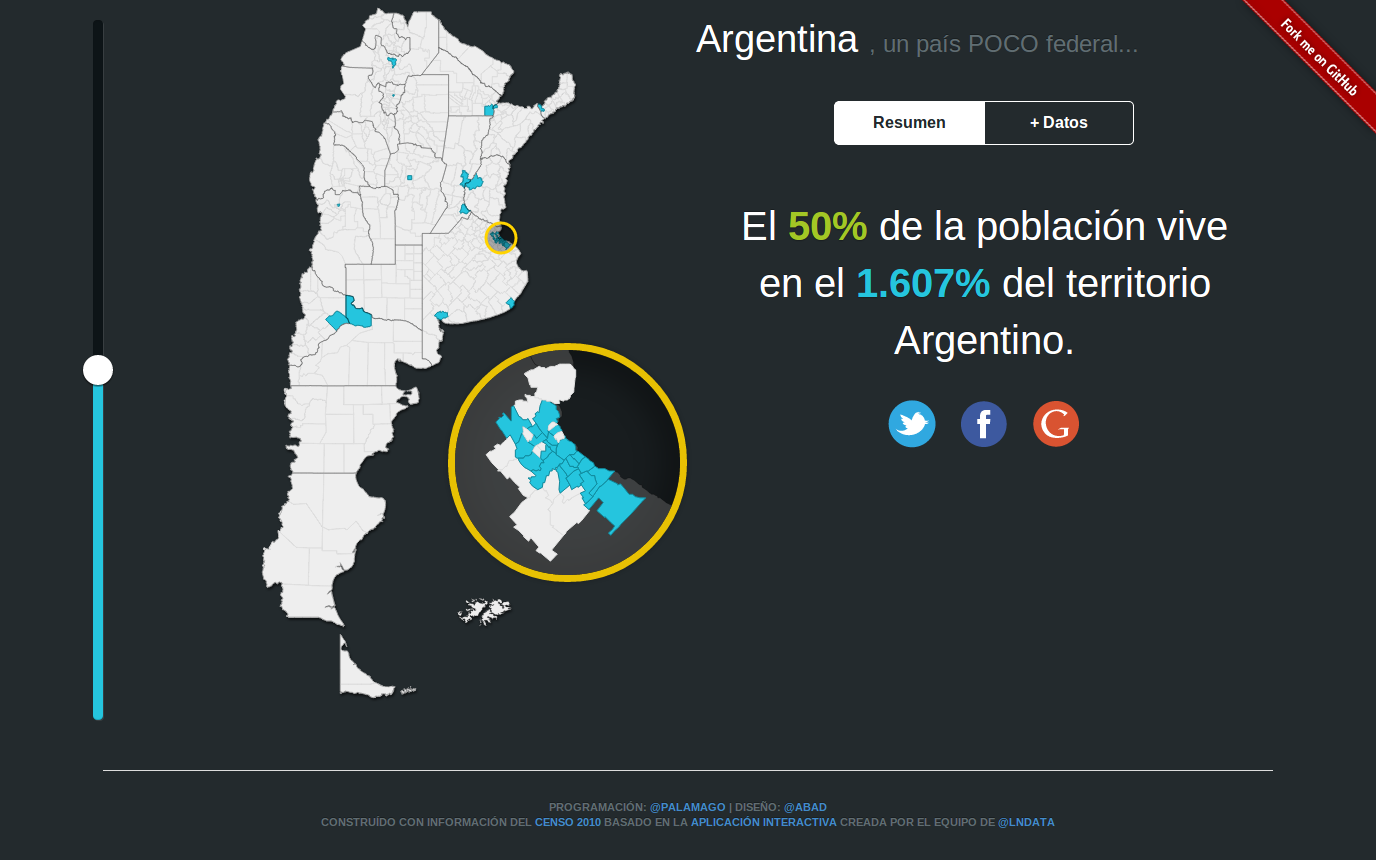 Argentina , un país POCO federal...
Fork me on GitHub
Resumen
+ Datos
El 50% de la población vive
en el 1.607% del territorio
Argentino.
PROGRAMACIÓN: @PALAMAGO | DISEÑO: @ABAD
CONSTRUÍDO CON INFORMACIÓN DEL CENSO 2010 BASADO EN LA APLICACIÓN INTERACTIVA CREADA POR EL EQUIPO DE @LNDATA